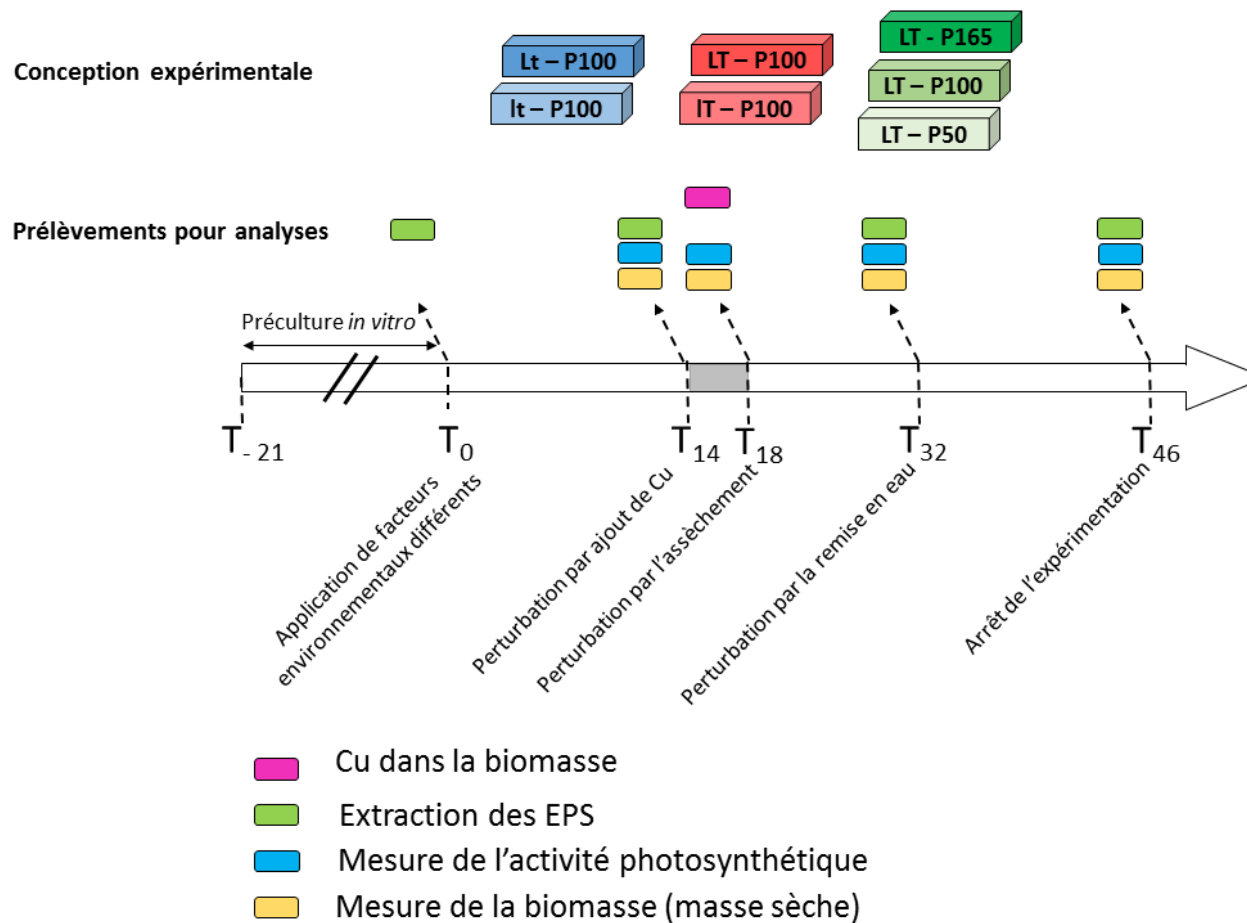 Conception expérimentale
Lt – P100
lt – P100
LT – P100
lT – P100
LT - P165
LT – P100
LT – P50
Prélèvements pour analyses
Préculture in vitro
T-21
T0
T14
T18
T32
T46
Application de facteurs
environnementaux différents
Perturbation par ajout de Cu
Perturbation par l'assèchement
Perturbation par la remise en eau
Arrêt de l'expérimentation
Cu dans la biomasse
Extraction des EPS
Mesure de l'activité photosynthétique
Mesure de la biomasse (masse sèche)